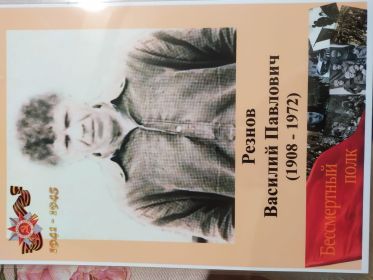 1941 - 1945
Резнов
Василий Павлович
(1908 - 1972)
Бессмертный
полк